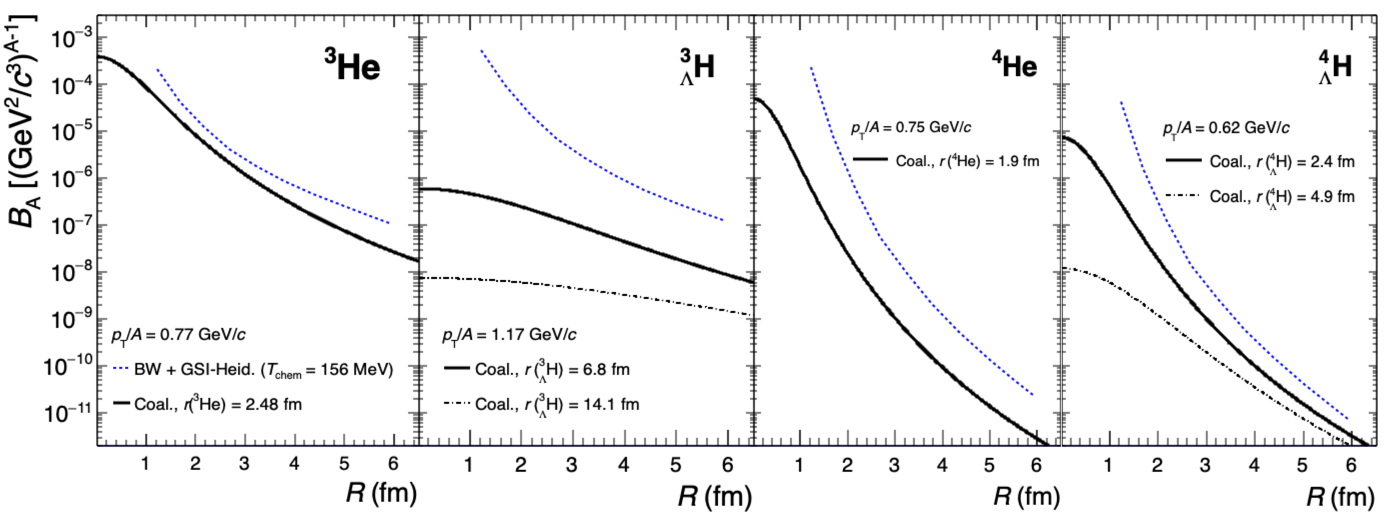 B_A [(GeV²/c³)^A-1]
10⁻³
10⁻⁴
10⁻⁵
10⁻⁶
10⁻⁷
10⁻⁸
10⁻⁹
10⁻¹⁰
10⁻¹¹
³He
p_T/A = 0.77 GeV/c
BW + GSI-Heid. (T_chem = 156 MeV)
Coal., r(³He) = 2.48 fm
1 2 3 4 5 6
R (fm)
³_ΛH
p_T/A = 1.17 GeV/c
Coal., r (³_ΛH) = 6.8 fm
Coal., r (³_ΛH) = 14.1 fm
1 2 3 4 5 6
R (fm)
⁴He
p_T/A = 0.75 GeV/c
Coal., r (⁴He) = 1.9 fm
1 2 3 4 5 6
R (fm)
⁴_ΛH
p_T/A = 0.62 GeV/c
Coal., r (⁴_ΛH) = 2.4 fm
Coal., r (⁴_ΛH) = 4.9 fm
1 2 3 4 5 6
R (fm)